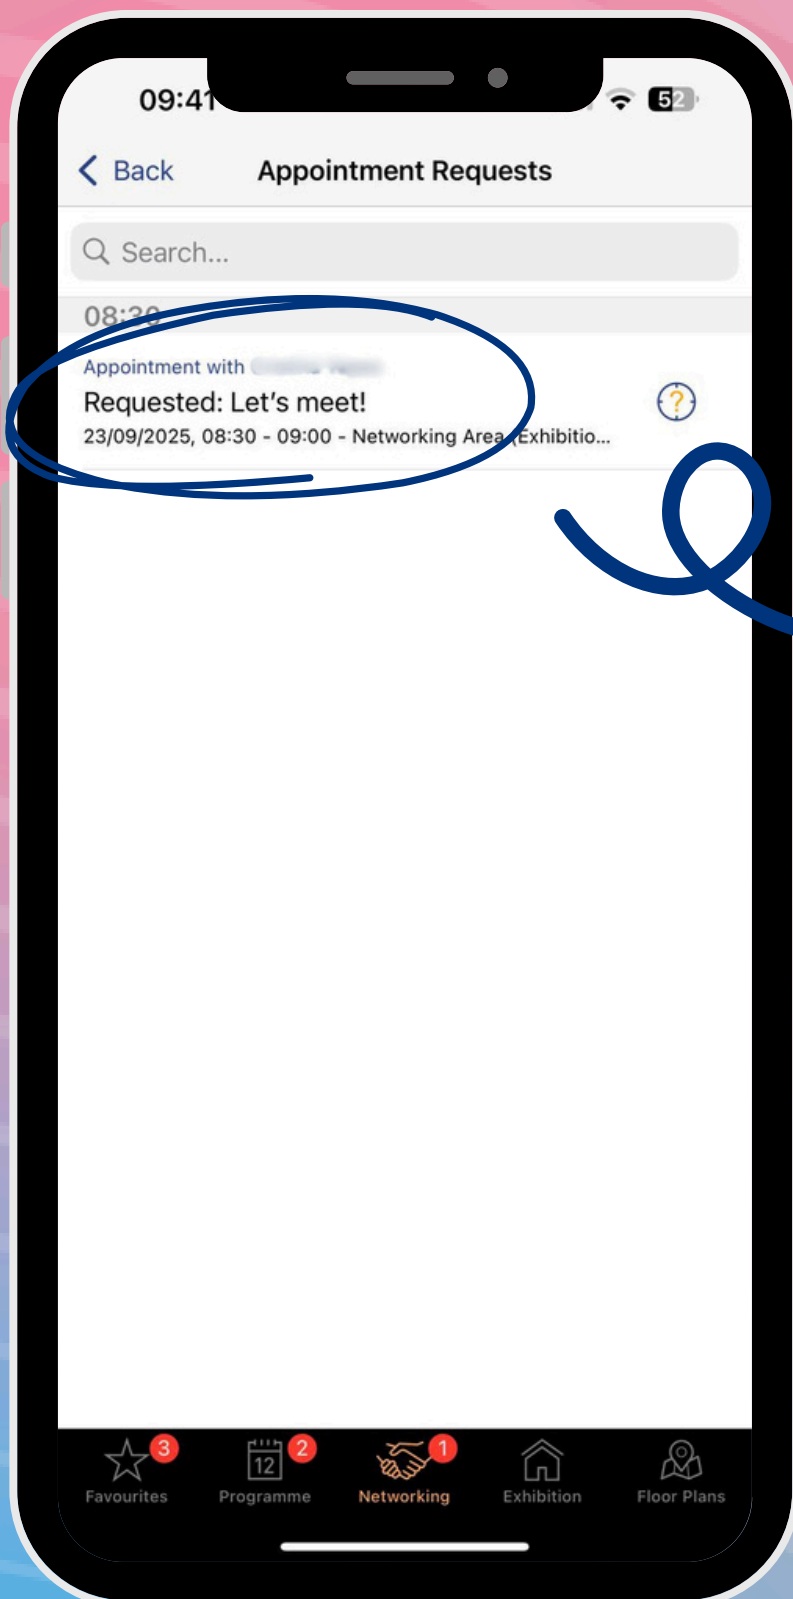 09:41
52
Back
Appointment Requests
Search...
08:30
Appointment with
Requested: Let's meet!
23/09/2025, 08:30 - 09:00 - Networking Area (Exhibitio...
3
2
1
12
Favourites
Programme
Networking
Exhibition
Floor Plans